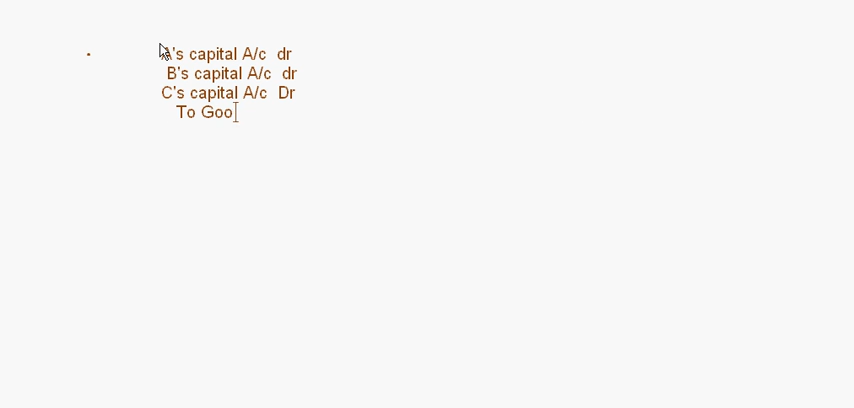 A's capital A/c dr
B's capital A/c dr
C's capital A/c Dr
To Goo